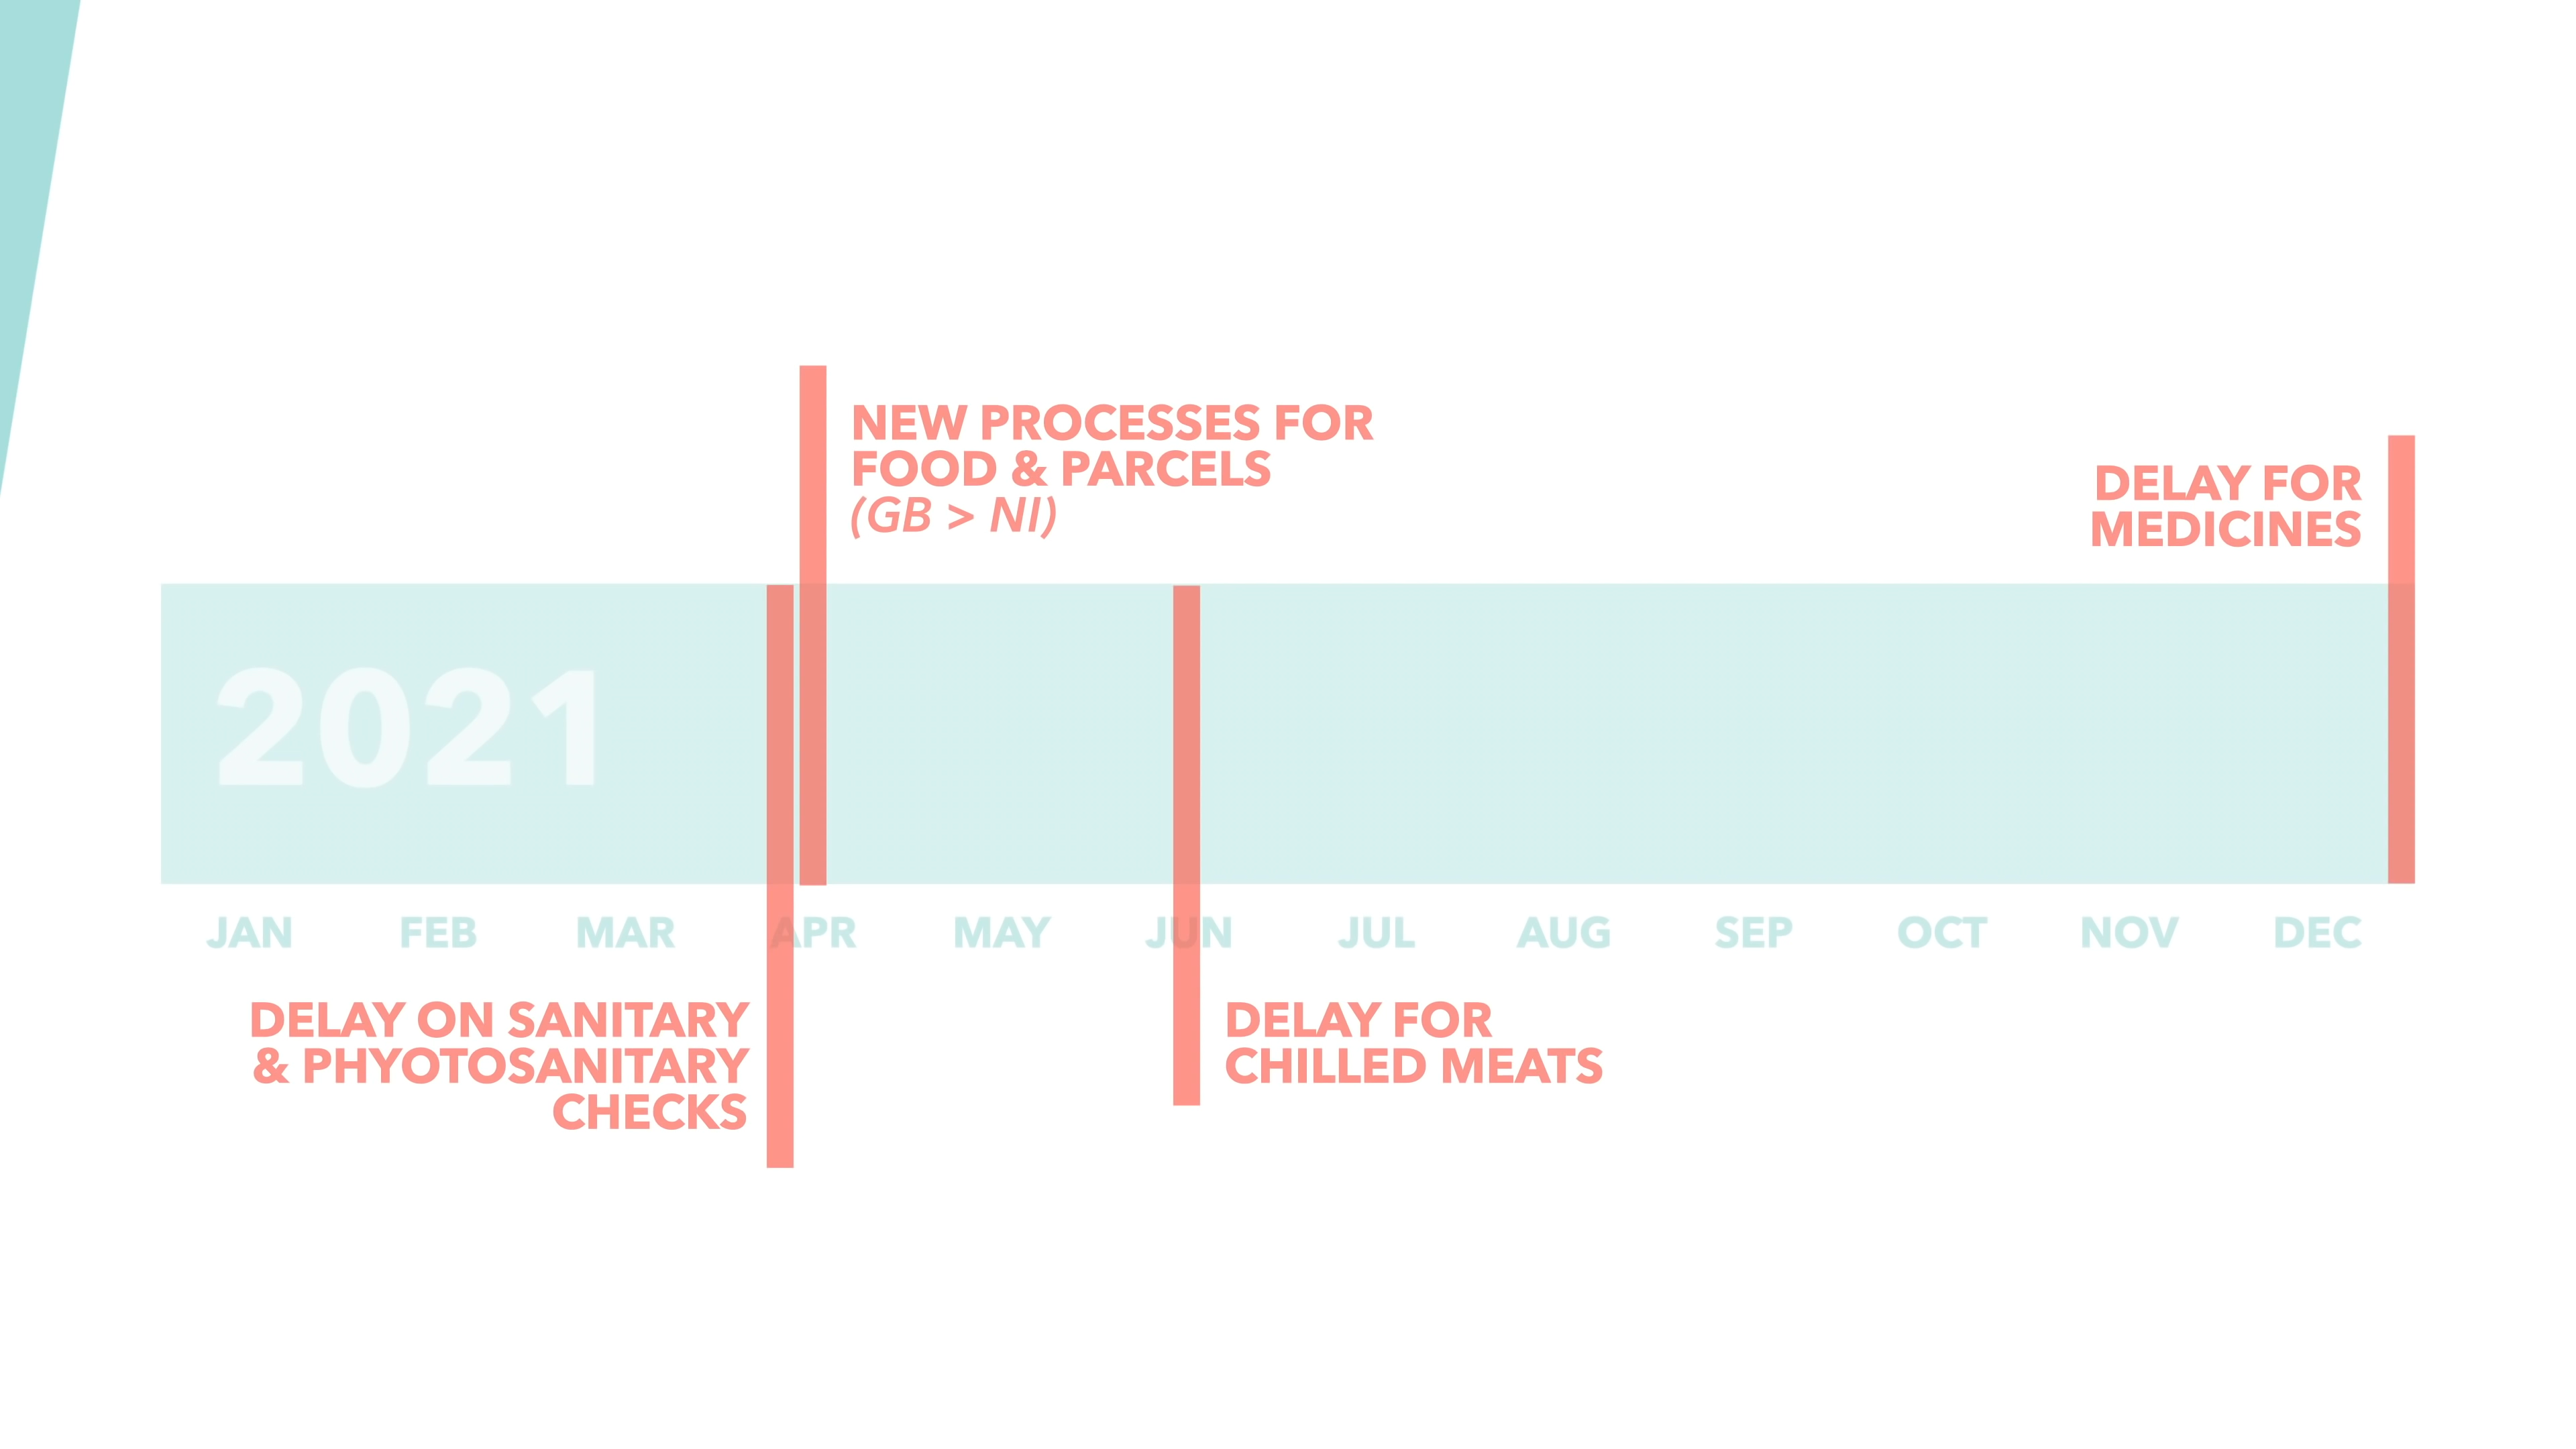 NEW PROCESSES FOR
FOOD & PARCELS
(GB > NI)
DELAY FOR
MEDICINES
2021
JAN FEB MAR APR MAY JUN JUL AUG SEP OCT NOV DEC
DELAY ON SANITARY
& PHYOTOSANITARY
CHECKS
DELAY FOR
CHILLED MEATS